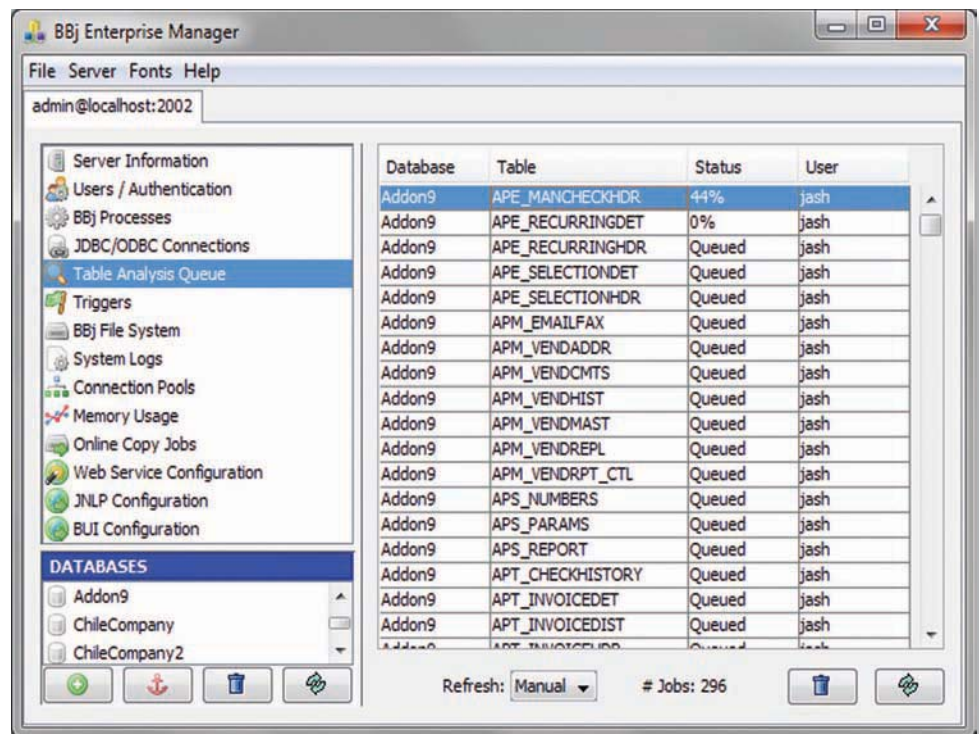 BBj Enterprise Manager
File Server Fonts Help
admin@localhost:2002
Server Information
Users / Authentication
BBj Processes
JDBC/ODBC Connections
Table Analysis Queue
Triggers
BBj File System
System Logs
Connection Pools
Memory Usage
Online Copy Jobs
Web Service Configuration
JNLP Configuration
BUI Configuration
DATABASES
Addon9
ChileCompany
ChileCompany2
Database Table Status User
Addon9 APE_MANCHECKHDR 44% jash
Addon9 APE_RECURRINGDET 0% jash
Addon9 APE_RECURRINGHDR Queued jash
Addon9 APE_SELECTIONDET Queued jash
Addon9 APE_SELECTIONHDR Queued jash
Addon9 APM_EMAILFAX Queued jash
Addon9 APM_VENDADDR Queued jash
Addon9 APM_VENDCMTS Queued jash
Addon9 APM_VENDHIST Queued jash
Addon9 APM_VENDMAST Queued jash
Addon9 APM_VENDREPL Queued jash
Addon9 APM_VENDRPT_CTL Queued jash
Addon9 APS_NUMBERS Queued jash
Addon9 APS_PARAMS Queued jash
Addon9 APS_REPORT Queued jash
Addon9 APT_CHECKHISTORY Queued jash
Addon9 APT_INVOICEDET Queued jash
Addon9 APT_INVOICEDIST Queued jash
Refresh: Manual # Jobs: 296